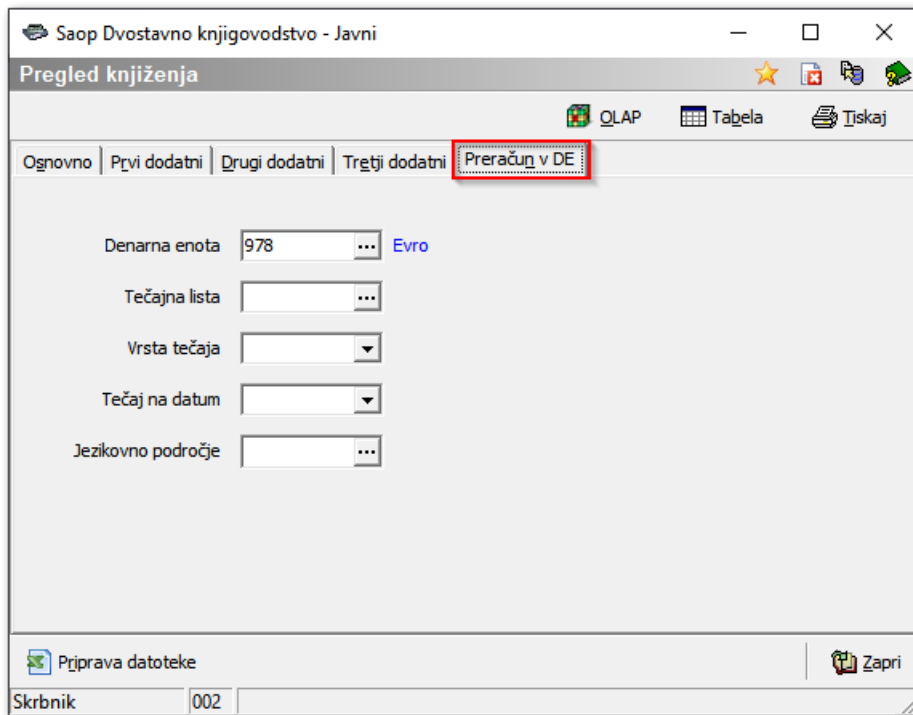 Saop Dvostavno knjigovodstvo - Javni
Pregled knjiženja
OLAP Tabela Tiskaj
Osnovno Prvi dodatni Drugi dodatni Tretji dodatni Preračun v DE
Denarna enota 978 ... Evro
Tečajna lista ...
Vrsta tečaja
Tečaj na datum
Jezikovno področje ...
Priprava datoteke Zapri
Skrbnik 002